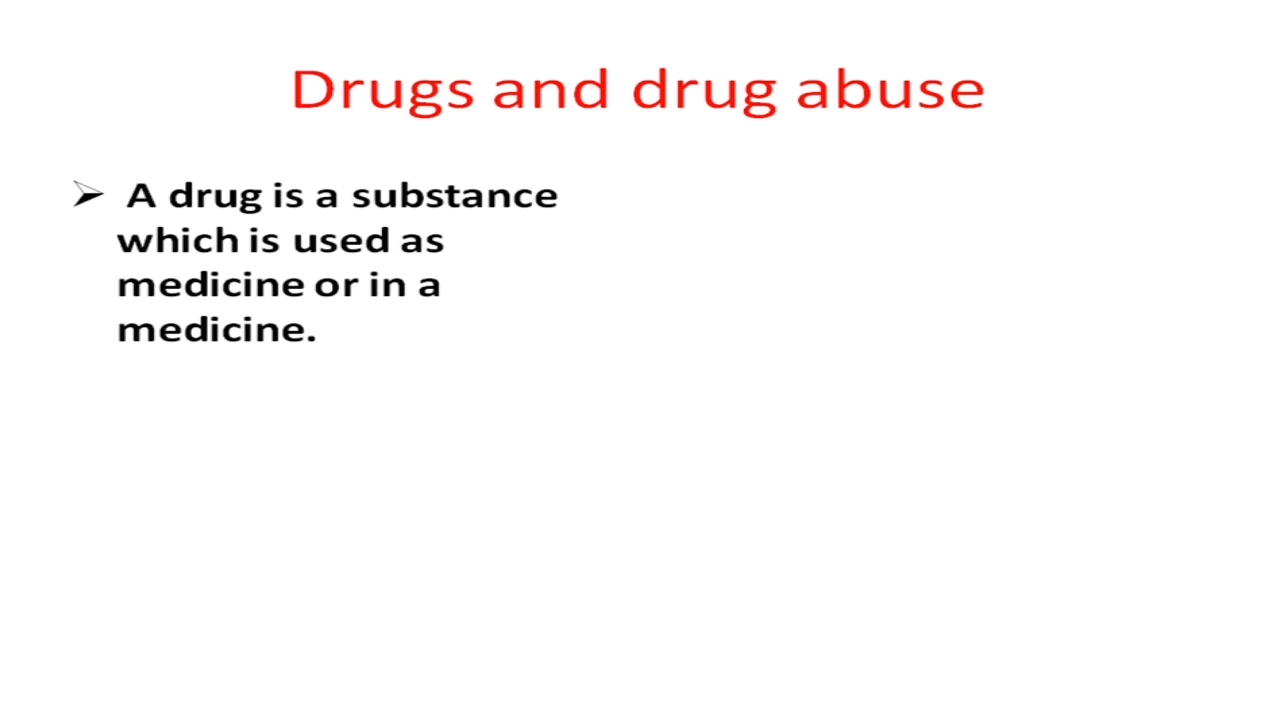 Drugs and drug abuse
➢ A drug is a substance
which is used as
medicine or in a
medicine.